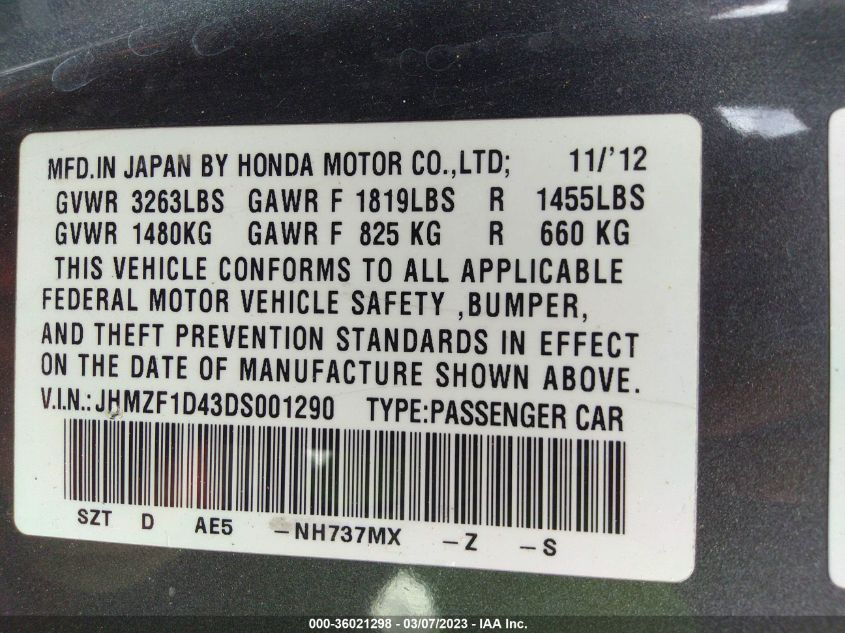 MFD.IN JAPAN BY HONDA MOTOR CO.,LTD; 11/'12
GVWR 3263LBS GAWR F 1819LBS R 1455LBS
GVWR 1480KG GAWR F 825 KG R 660 KG
THIS VEHICLE CONFORMS TO ALL APPLICABLE
FEDERAL MOTOR VEHICLE SAFETY ,BUMPER,
AND THEFT PREVENTION STANDARDS IN EFFECT
ON THE DATE OF MANUFACTURE SHOWN ABOVE.
V.I.N.:JHMZF1D43DS001290 TYPE:PASSENGER CAR
SZT D AE5 -NH737MX -Z -S
000-36021298 - 03/07/2023 - IAA Inc.